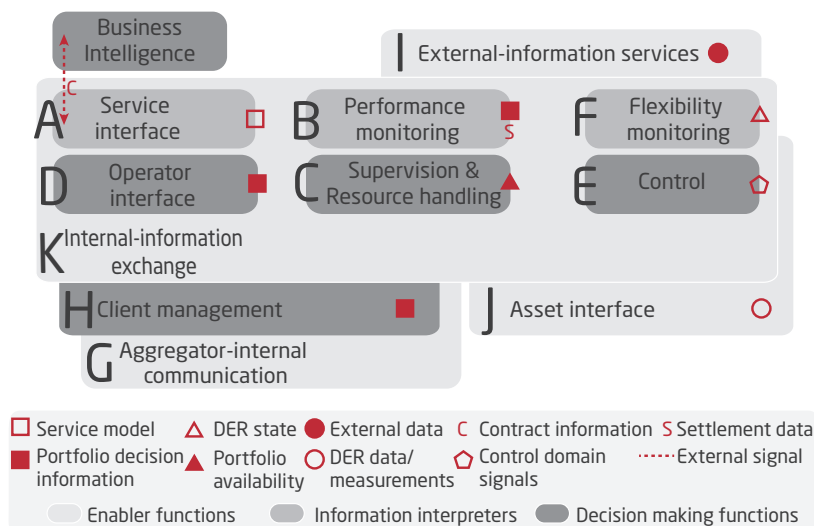 Business
Intelligence
I External-information services
C
A Service
interface
B Performance
monitoring
S
F Flexibility
monitoring
D Operator
interface
C Supervision &
Resource handling
E Control
K Internal-information
exchange
H Client management
J Asset interface
G Aggregator-internal
communication
Service model
DER state
External data
C Contract information
S Settlement data
Portfolio decision
information
Portfolio
availability
DER data/
measurements
Control domain
signals
External signal
Enabler functions
Information interpreters
Decision making functions